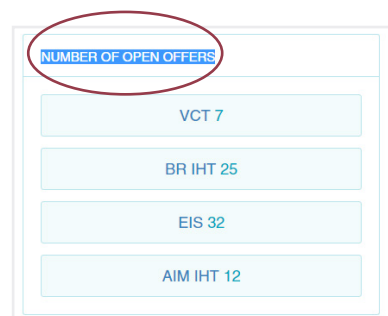 NUMBER OF OPEN OFFERS
VCT 7
BR IHT 25
EIS 32
AIM IHT 12